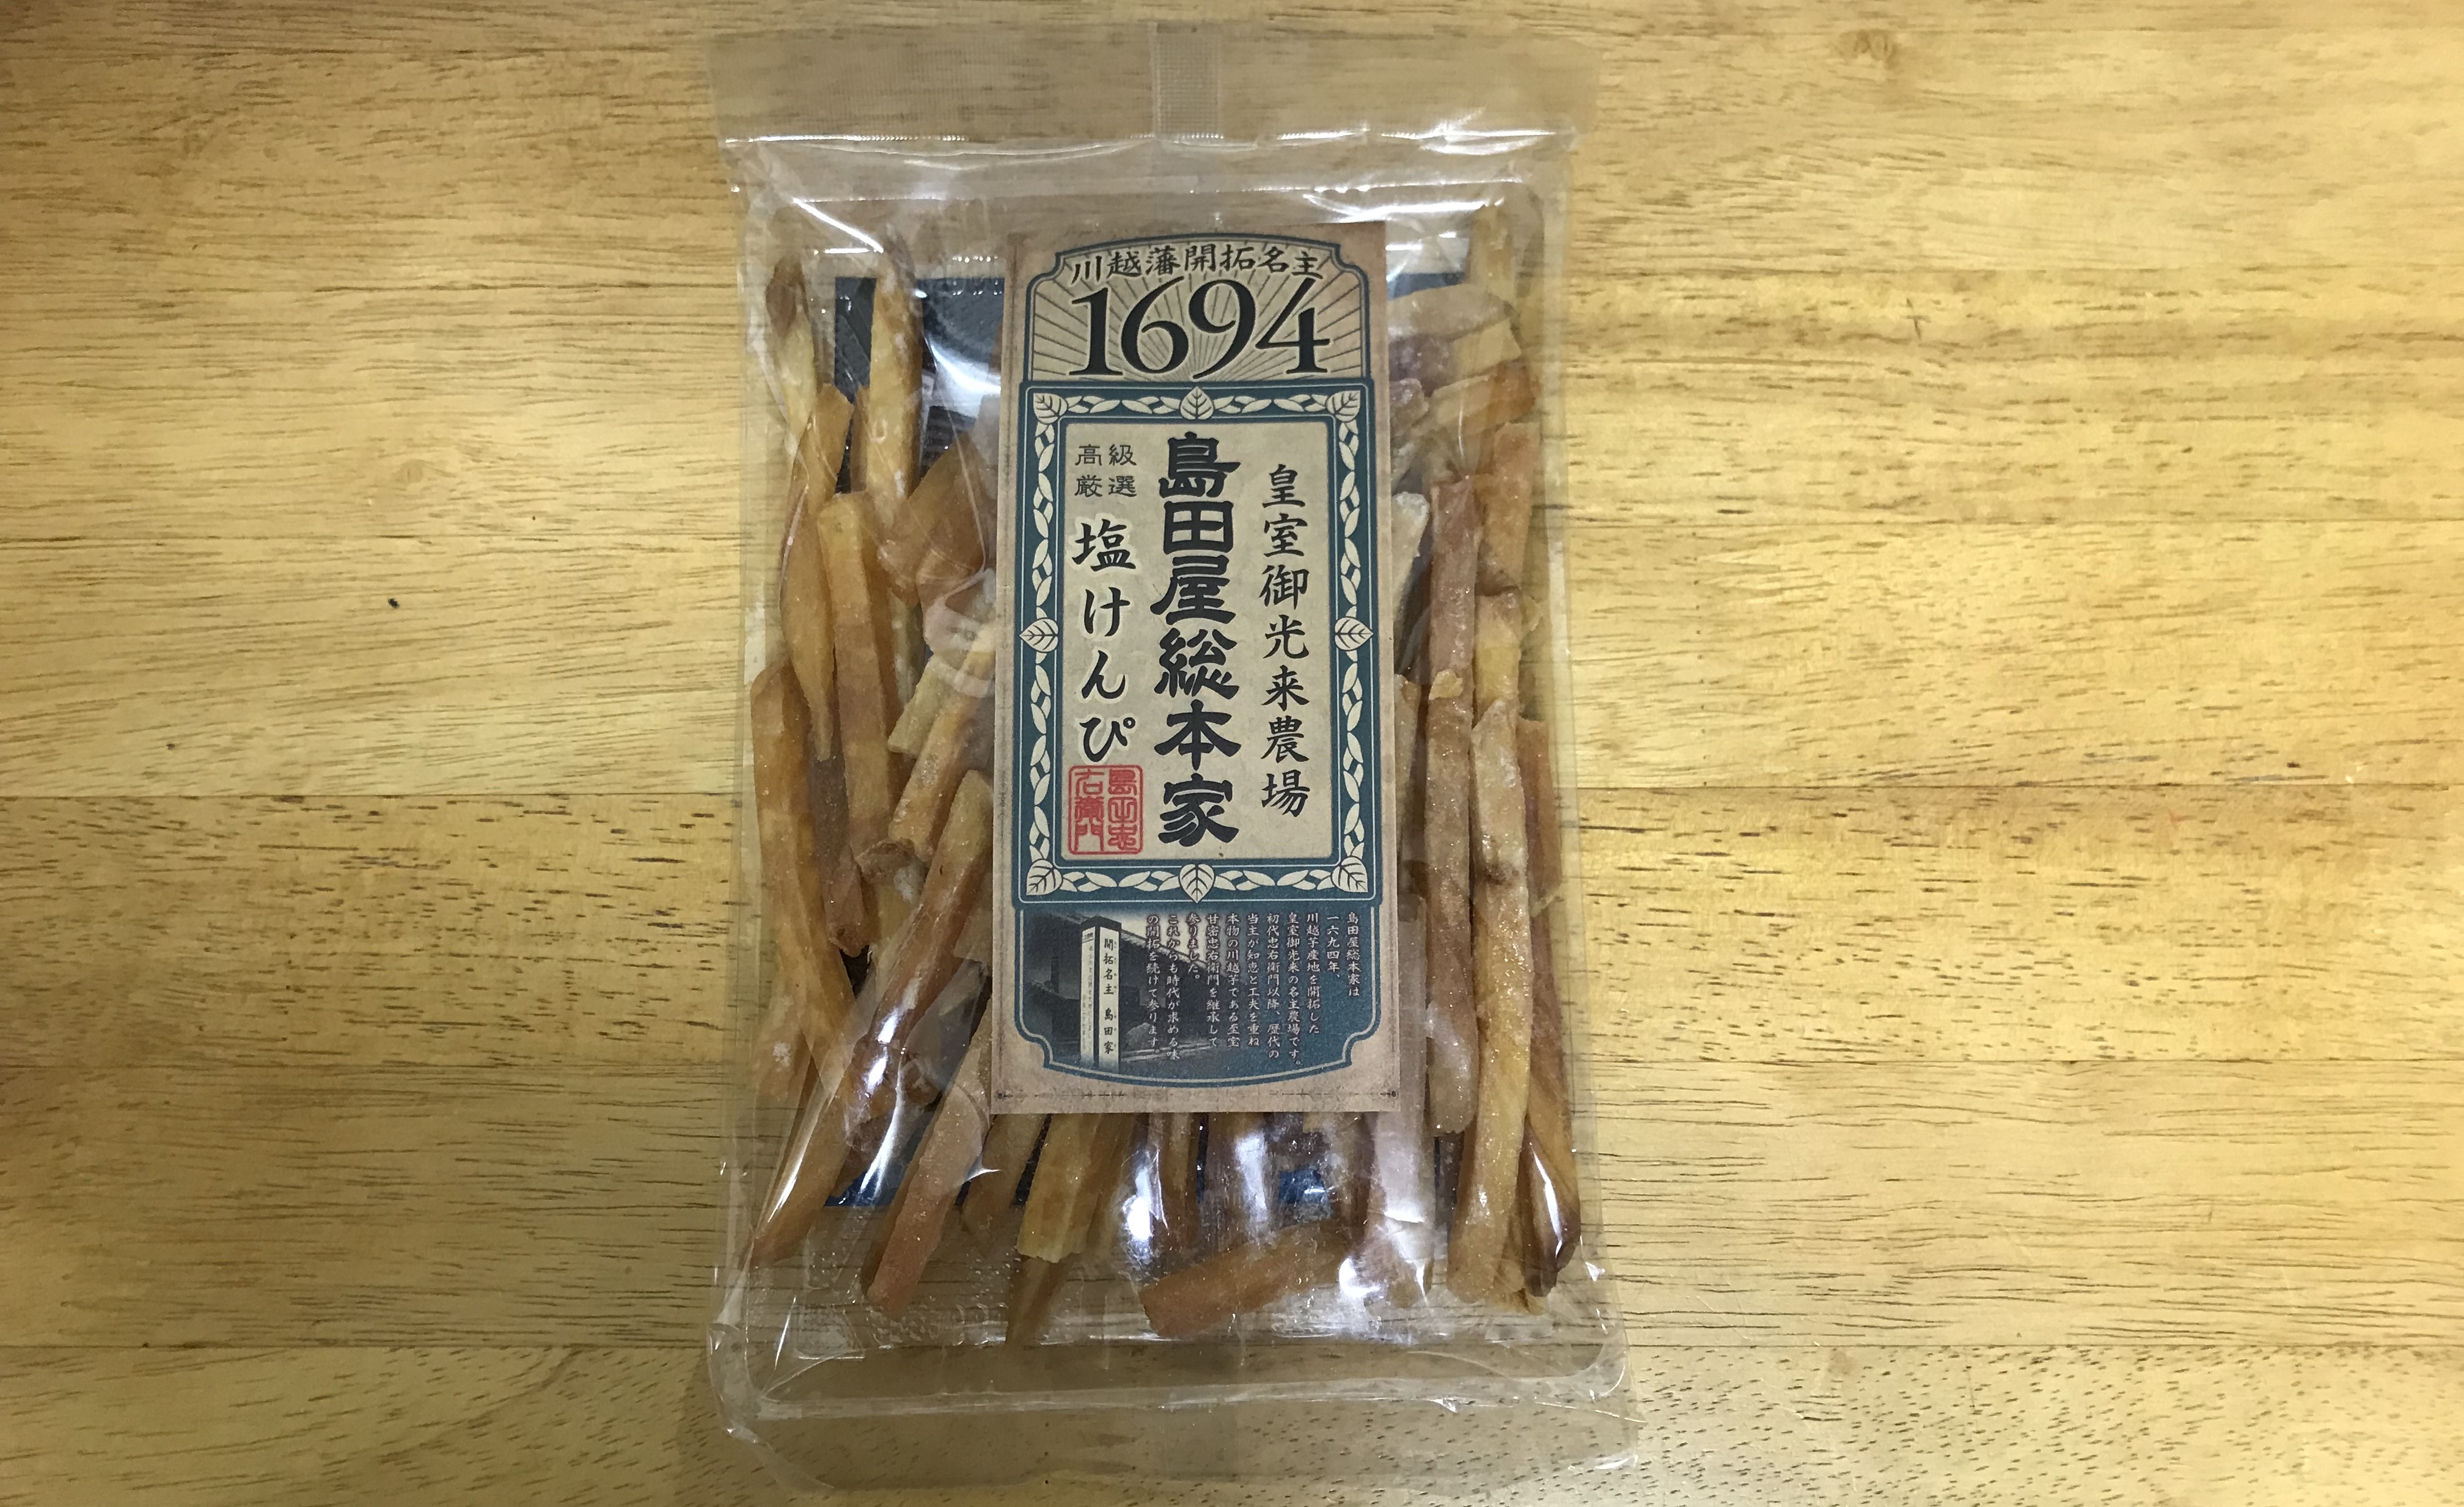 川越藩開拓名主
1694
皇室御光来農場
島田屋総本家
高級
厳選
塩けんぴ
島田忠
右衛門
島田屋総本家は
一六九四年、
川越芋産地を開拓した
皇室御光来の名主農場です。
初代忠右衛門以降、歴代の
当主が知恵と工夫を重ね
本物の川越芋である至宝
甘密忠右衛門を継承して
参りました。
これからも時代が求める味
の開拓を続けて参ります。
開拓名主 島田家